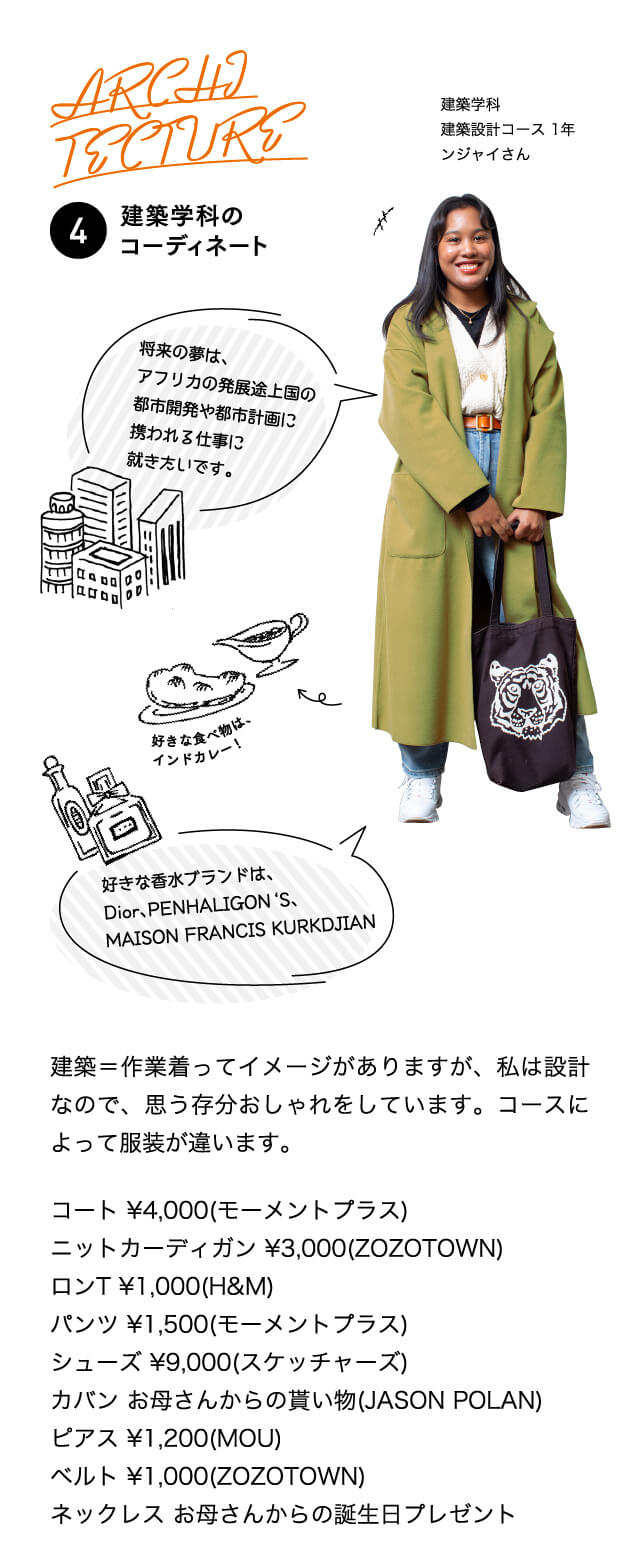 ARCHI
TECTURE
建築学科
建築設計コース 1年
ンジャイさん
4
建築学科の
コーディネート
将来の夢は、
アフリカの発展途上国の
都市開発や都市計画に
携われる仕事に
就きたいです。
好きな食べ物は、
インドカレー！
好きな香水ブランドは、
Dior、PENHALIGON‘S、
MAISON FRANCIS KURKDJIAN
建築＝作業着ってイメージがありますが、私は設計
なので、思う存分おしゃれをしています。コースに
よって服装が違います。
コート ¥4,000(モーメントプラス)
ニットカーディガン ¥3,000(ZOZOTOWN)
ロンT ¥1,000(H&M)
パンツ ¥1,500(モーメントプラス)
シューズ ¥9,000(スケッチャーズ)
カバン お母さんからの貰い物(JASON POLAN)
ピアス ¥1,200(MOU)
ベルト ¥1,000(ZOZOTOWN)
ネックレス お母さんからの誕生日プレゼント